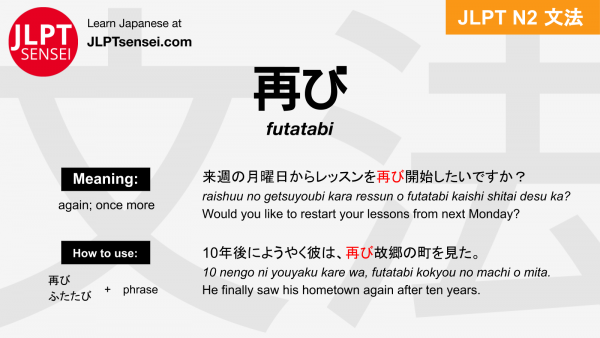 JLPT
SENSEI
Learn Japanese at
JLPTsensei.com
JLPT N2 文法
文法
再び
futatabi
Meaning:
again; once more
来週の月曜日からレッスンを再び開始したいですか？
raishuu no getsuyoubi kara ressun o futatabi kaishi shitai desu ka?
Would you like to restart your lessons from next Monday?
How to use:
再び
ふたたび
+ phrase
10年後にようやく彼は、再び故郷の町を見た。
10 nengo ni youyaku kare wa, futatabi kokyou no machi o mita.
He finally saw his hometown again after ten years.